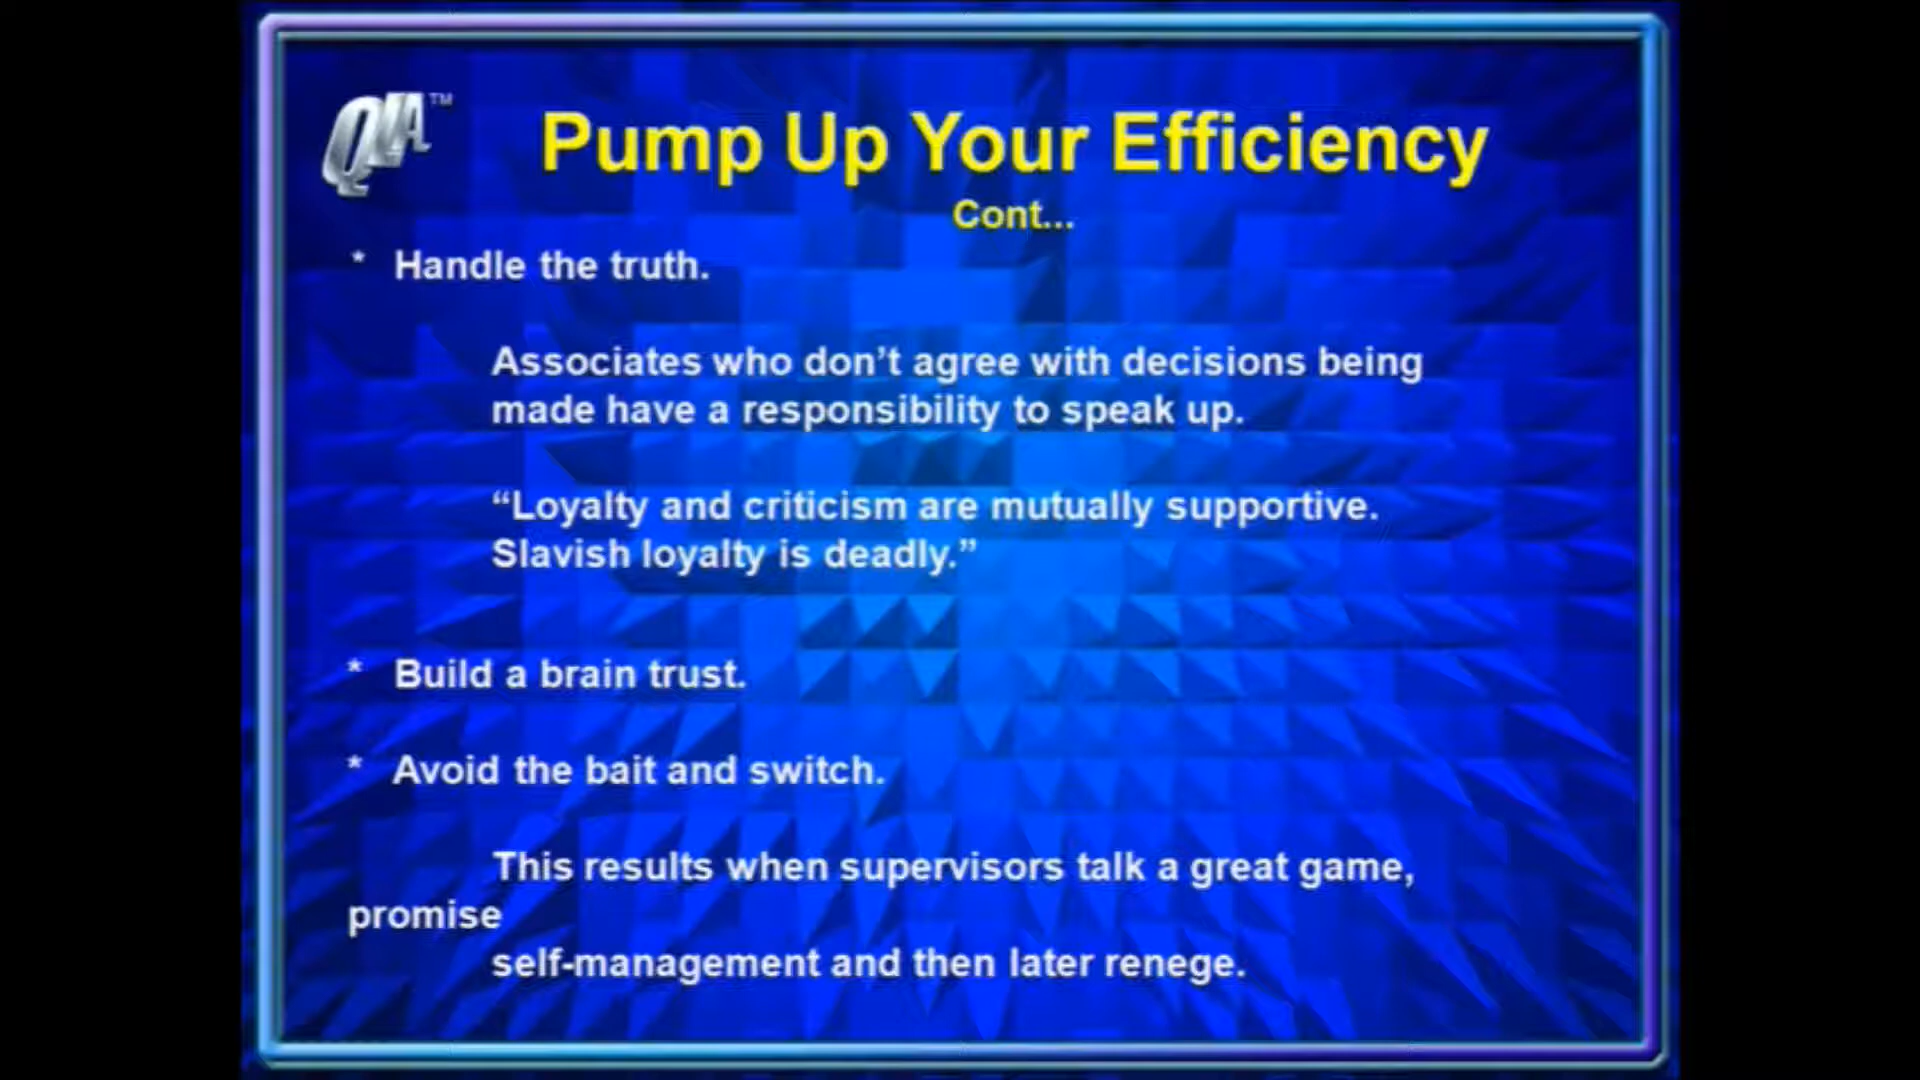 QMA™
Pump Up Your Efficiency
Cont...
* Handle the truth.
Associates who don’t agree with decisions being
made have a responsibility to speak up.
“Loyalty and criticism are mutually supportive.
Slavish loyalty is deadly.”
* Build a brain trust.
* Avoid the bait and switch.
This results when supervisors talk a great game,
promise
self-management and then later renege.